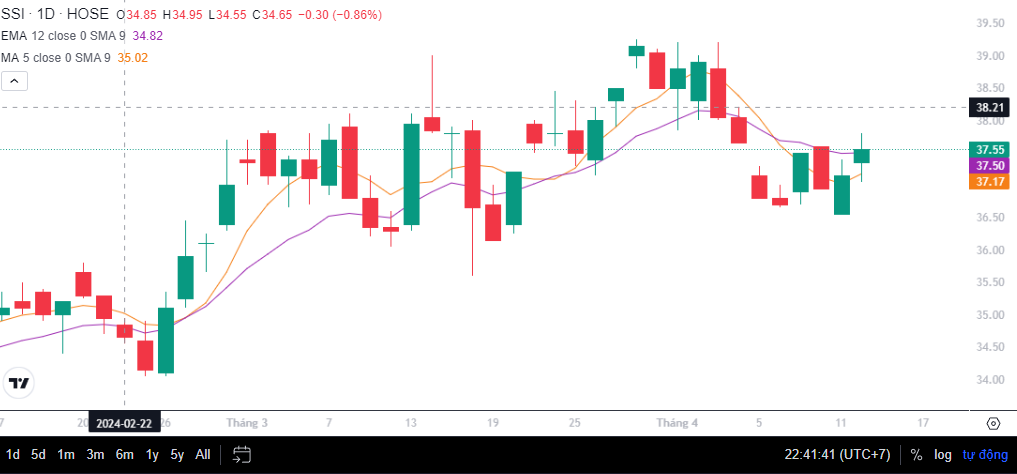 SSI · 1D · HOSE O34.85 H34.95 L34.55 C34.65 −0.30 (−0.86%)
EMA 12 close 0 SMA 9 34.82
MA 5 close 0 SMA 9 35.02
39.50
39.00
38.50
38.21
38.00
37.55
37.50
37.17
36.50
36.00
35.50
35.00
34.50
34.00
7 20 2024-02-22 26 Tháng 3 7 13 19 25 Tháng 4 5 11 17
1d 5d 1m 3m 6m 1y 5y All 22:41:41 (UTC+7) % log tự động